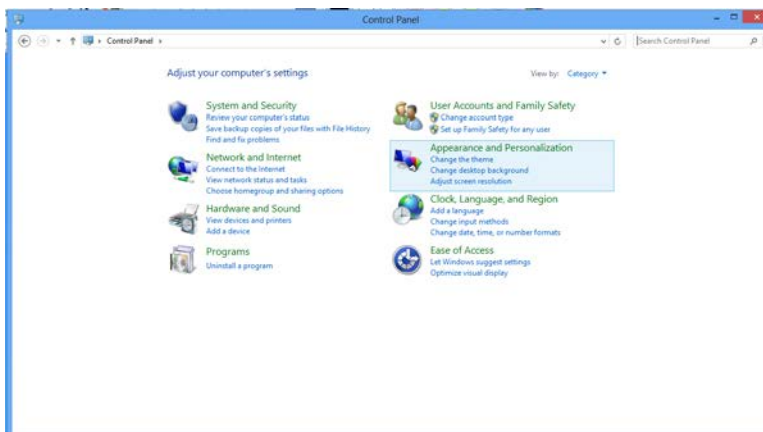 Control Panel
Control Panel
Search Control Panel
Adjust your computer's settings
View by: Category
System and Security
Review your computer's status
Save backup copies of your files with File History
Find and fix problems
Network and Internet
Connect to the Internet
View network status and tasks
Choose homegroup and sharing options
Hardware and Sound
View devices and printers
Add a device
Programs
Uninstall a program
User Accounts and Family Safety
Change account type
Set up Family Safety for any user
Appearance and Personalization
Change the theme
Change desktop background
Adjust screen resolution
Clock, Language, and Region
Add a language
Change input methods
Change date, time, or number formats
Ease of Access
Let Windows suggest settings
Optimize visual display